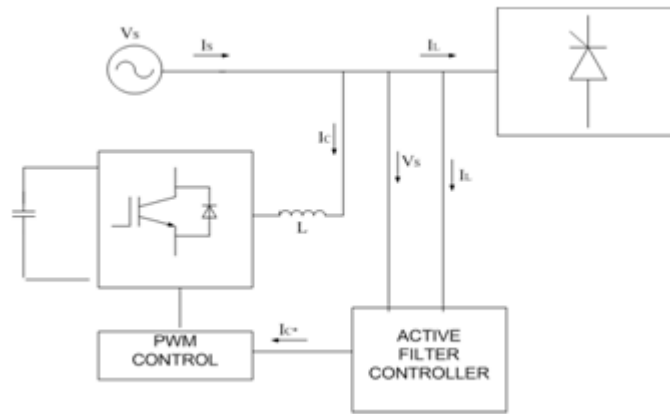 Vs
Is
IL
Ic
Vs
IL
L
Ic*
PWM
CONTROL
ACTIVE
FILTER
CONTROLLER